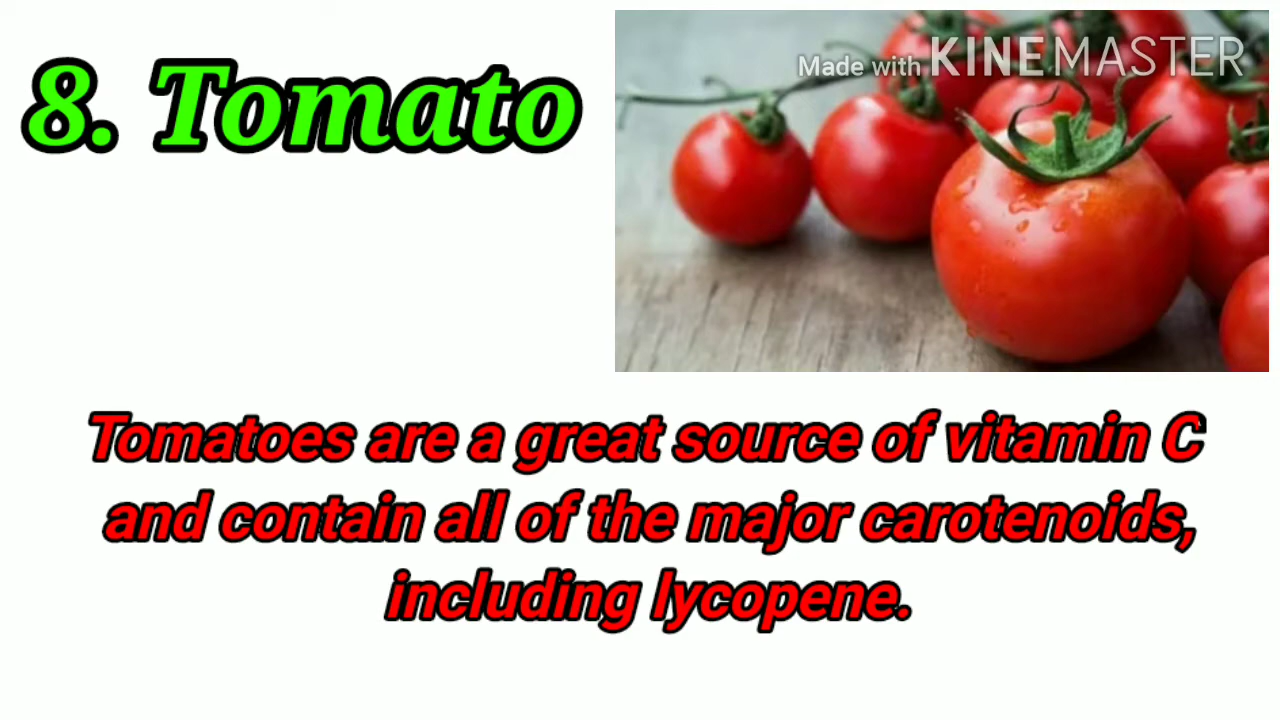 8. Tomato
Made with KINEMASTER
Tomatoes are a great source of vitamin C
and contain all of the major carotenoids,
including lycopene.